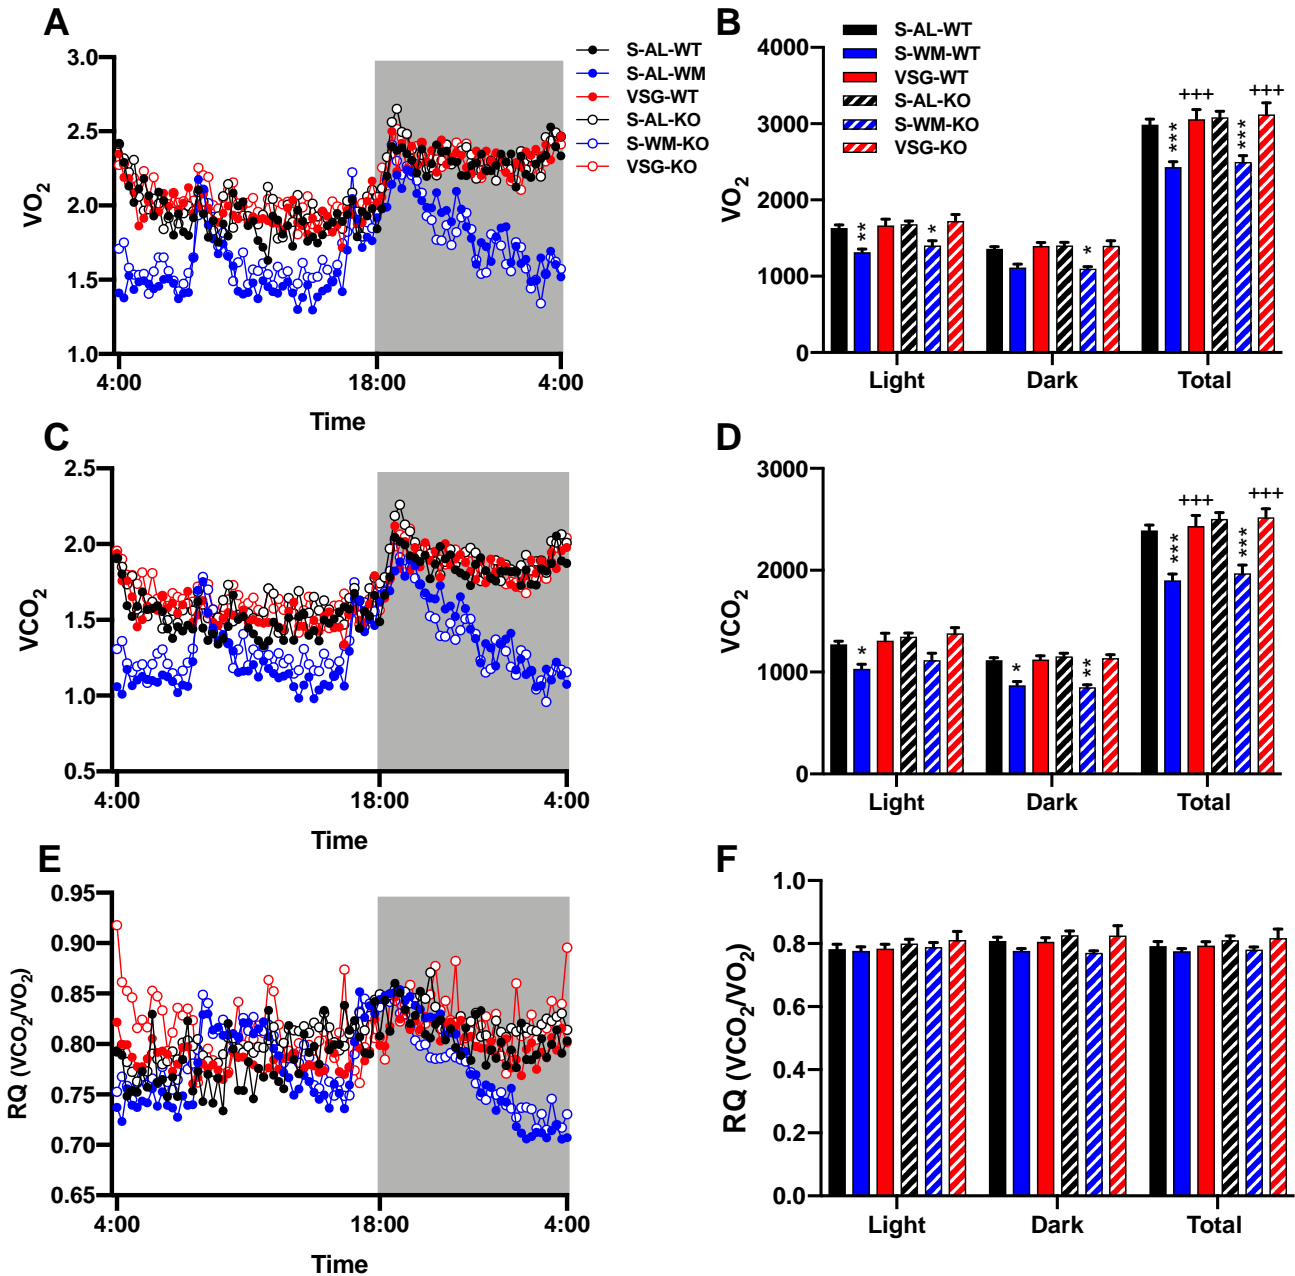 A
3.0
2.5
2.0
1.5
1.0
VO2
4:00
18:00
4:00
Time
S-AL-WT
S-AL-WM
VSG-WT
S-AL-KO
S-WM-KO
VSG-KO
B
S-AL-WT
S-WM-WT
VSG-WT
S-AL-KO
S-WM-KO
VSG-KO
4000
3000
2000
1000
0
VO2
**
*
*
***
+++
***
+++
Light
Dark
Total
C
2.5
2.0
1.5
1.0
0.5
VCO2
4:00
18:00
4:00
Time
D
3000
2000
1000
0
VCO2
*
*
**
***
+++
***
+++
Light
Dark
Total
E
0.95
0.90
0.85
0.80
0.75
0.70
0.65
RQ (VCO2/VO2)
4:00
18:00
4:00
Time
F
1.0
0.8
0.6
0.4
0.2
0.0
RQ (VCO2/VO2)
Light
Dark
Total